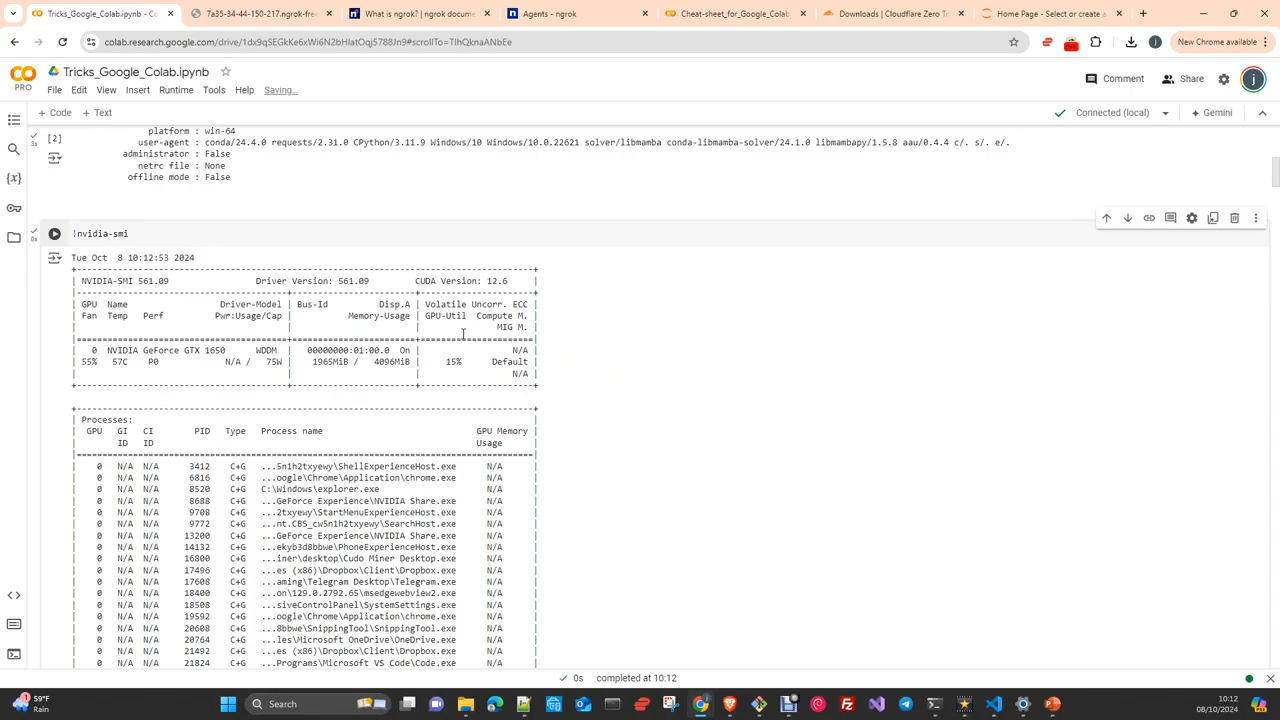 Tricks_Google_Colab.ipynb - Co
7a35-34-44-150-217.ngrok-free
What is ngrok? | ngrok docume
Agents - ngrok
Cheat-sheet_for_Google_Colab
Downloads | Cloudflare Zero T
Home Page - Select or create a
colab.research.google.com/drive/1dx9qSEGkKe6xWi6N2bHlatOqj5788Jn9#scrollTo=TlhQknaANbEe
New Chrome available
Tricks_Google_Colab.ipynb
PRO
File Edit View Insert Runtime Tools Help Saving...
Comment
Share
j
+ Code + Text
Connected (local)
Gemini
[2]
3s
platform : win-64
user-agent : conda/24.4.0 requests/2.31.0 CPython/3.11.9 Windows/10 Windows/10.0.22621 solver/libmamba conda-libmamba-solver/24.1.0 libmambapy/1.5.8 aau/0.4.4 c/. s/. e/.
administrator : False
netrc file : None
offline mode : False
0s
!nvidia-smi
Tue Oct  8 10:12:53 2024
NVIDIA-SMI 561.09 Driver Version: 561.09 CUDA Version: 12.6
GPU Name Driver-Model | Bus-Id Disp.A | Volatile Uncorr. ECC
Fan Temp Perf Pwr:Usage/Cap | Memory-Usage | GPU-Util Compute M.
MIG M.
0 NVIDIA GeForce GTX 1650 WDDM | 00000000:01:00.0 On | N/A
55% 57C P0 N/A / 75W | 1965MiB / 4096MiB | 15% Default
N/A
Processes:
GPU GI CI PID Type Process name GPU Memory
ID ID Usage
0 N/A N/A 3412 C+G ...5n1h2txyewy\ShellExperienceHost.exe N/A
0 N/A N/A 6816 C+G ...oogle\Chrome\Application\chrome.exe N/A
0 N/A N/A 8520 C+G C:\Windows\explorer.exe N/A
0 N/A N/A 8688 C+G ...GeForce Experience\NVIDIA Share.exe N/A
0 N/A N/A 9708 C+G ...2txyewy\StartMenuExperienceHost.exe N/A
0 N/A N/A 9772 C+G ...nt.CBS_cw5n1h2txyewy\SearchHost.exe N/A
0 N/A N/A 13200 C+G ...GeForce Experience\NVIDIA Share.exe N/A
0 N/A N/A 14132 C+G ...ekyb3d8bbwe\PhoneExperienceHost.exe N/A
0 N/A N/A 16800 C+G ...iner\desktop\Cudo Miner Desktop.exe N/A
0 N/A N/A 17496 C+G ...es (x86)\Dropbox\Client\Dropbox.exe N/A
0 N/A N/A 17608 C+G ...aming\Telegram Desktop\Telegram.exe N/A
0 N/A N/A 18400 C+G ...on\129.0.2792.65\msedgewebview2.exe N/A
0 N/A N/A 18508 C+G ...siveControlPanel\SystemSettings.exe N/A
0 N/A N/A 19592 C+G ...oogle\Chrome\Application\chrome.exe N/A
0 N/A N/A 20608 C+G ...8bbwe\SnippingTool\SnippingTool.exe N/A
0 N/A N/A 20764 C+G ...les\Microsoft OneDrive\OneDrive.exe N/A
0 N/A N/A 21492 C+G ...es (x86)\Dropbox\Client\Dropbox.exe N/A
0 N/A N/A 21824 C+G ...Programs\Microsoft VS Code\Code.exe N/A
0s completed at 10:12
59°F
Rain
Search
10:12
08/10/2024